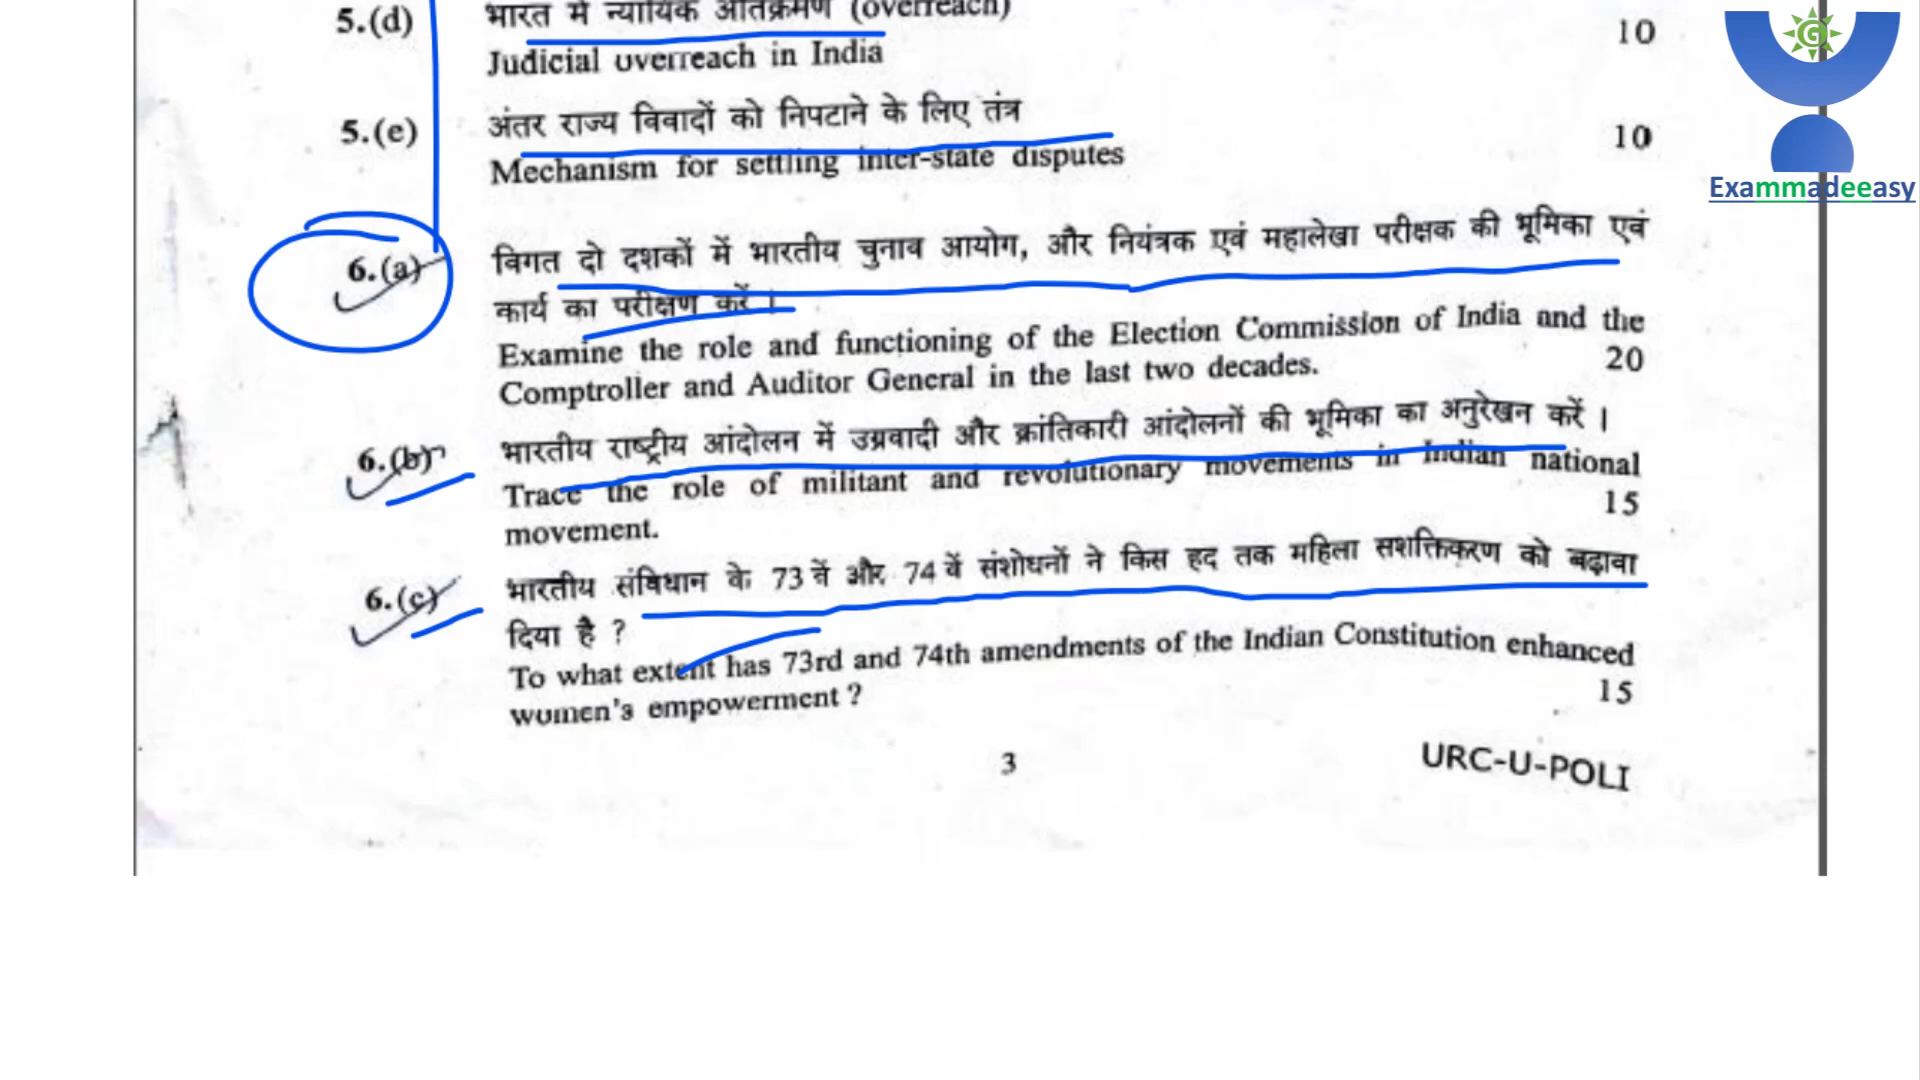 5.(d) भारत में न्यायिक अतिक्रमण (overreach)
Judicial overreach in India 10
5.(e) अंतर राज्य विवादों को निपटाने के लिए तंत्र
Mechanism for settling inter-state disputes 10
6.(a) विगत दो दशकों में भारतीय चुनाव आयोग, और नियंत्रक एवं महालेखा परीक्षक की भूमिका एवं
कार्य का परीक्षण करें ।
Examine the role and functioning of the Election Commission of India and the
Comptroller and Auditor General in the last two decades. 20
6.(b) भारतीय राष्ट्रीय आंदोलन में उग्रवादी और क्रांतिकारी आंदोलनों की भूमिका का अनुरेखन करें ।
Trace the role of militant and revolutionary movements in Indian national
movement. 15
6.(c) भारतीय संविधान के 73 वें और 74 वें संशोधनों ने किस हद तक महिला सशक्तिकरण को बढ़ावा
दिया है ?
To what extent has 73rd and 74th amendments of the Indian Constitution enhanced
women's empowerment ? 15
3
URC-U-POLI
G
Exammadeeasy